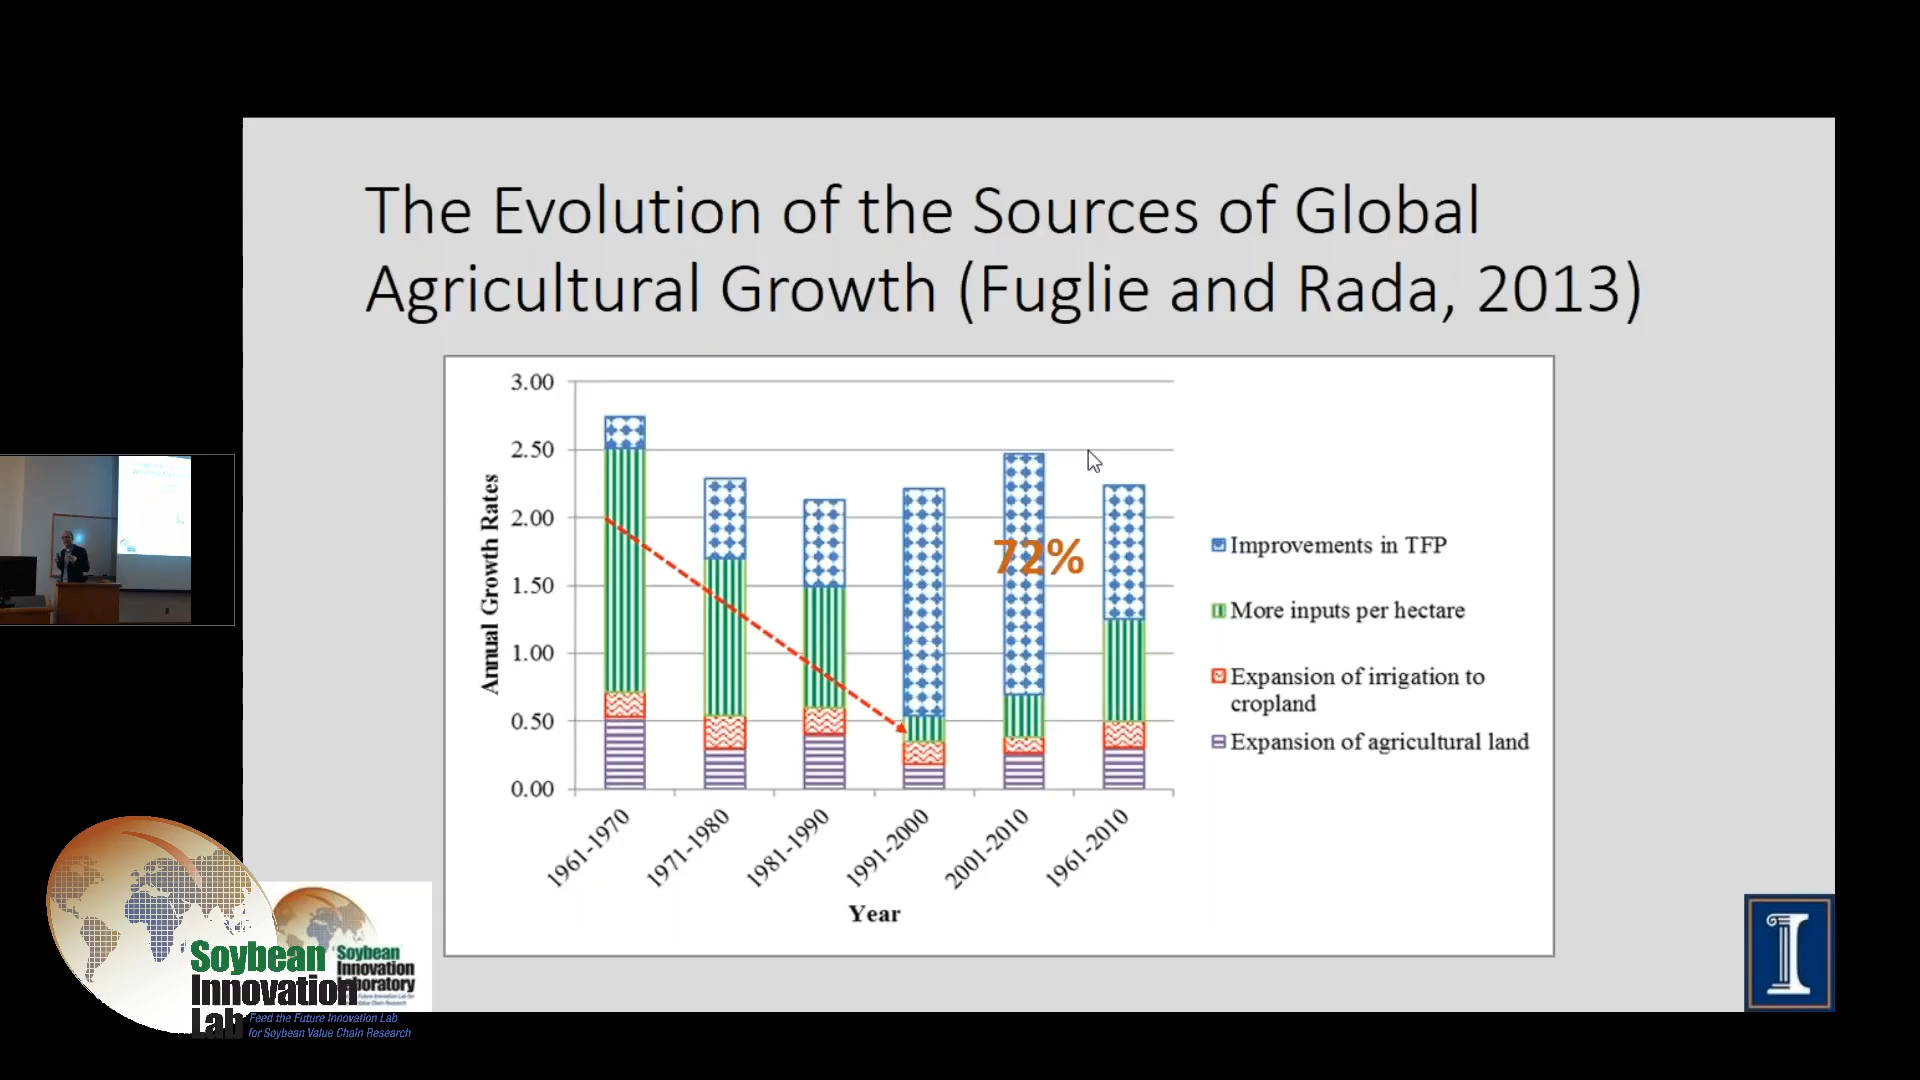 The Evolution of the Sources of Global
Agricultural Growth (Fuglie and Rada, 2013)
3.00
2.50
2.00
1.50
1.00
0.50
0.00
Annual Growth Rates
72%
1961-1970
1971-1980
1981-1990
1991-2000
2001-2010
1961-2010
Year
Improvements in TFP
More inputs per hectare
Expansion of irrigation to
cropland
Expansion of agricultural land
Soybean
Innovation
Lab
Feed the Future Innovation Lab
for Soybean Value Chain Research
Soybean
Innovation